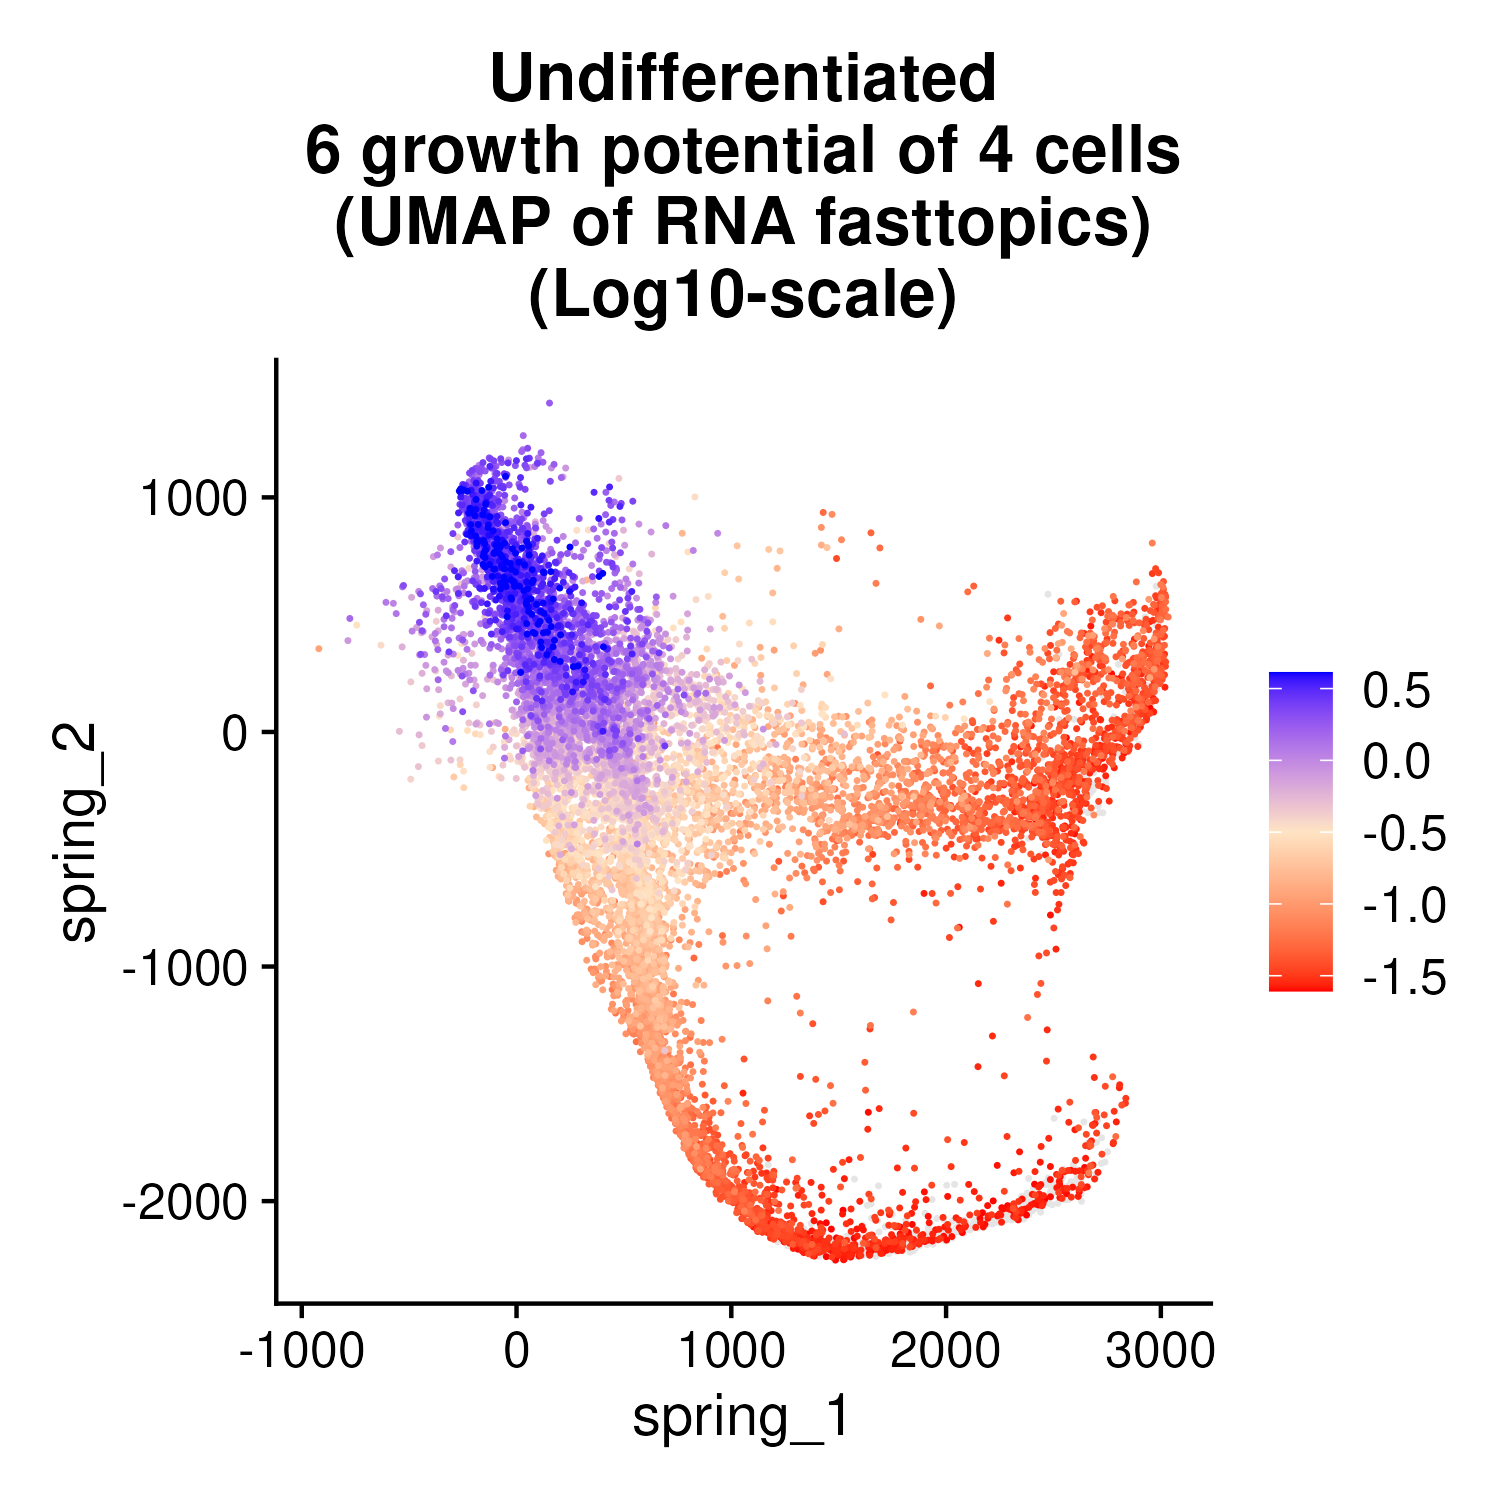 Undifferentiated
6 growth potential of 4 cells
(UMAP of RNA fasttopics)
(Log10-scale)
1000
0
-1000
-2000
spring_2
-1000 0 1000 2000 3000
spring_1
0.5
0.0
-0.5
-1.0
-1.5